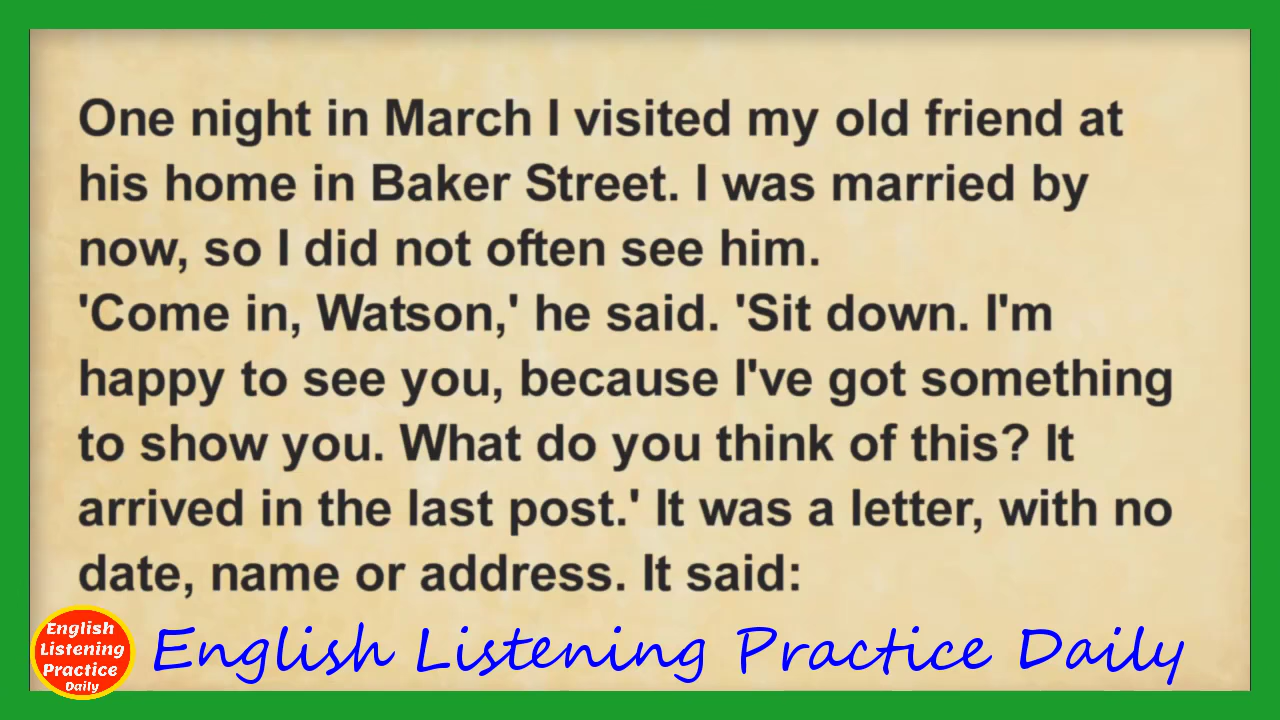 One night in March I visited my old friend at
his home in Baker Street. I was married by
now, so I did not often see him.
'Come in, Watson,' he said. 'Sit down. I'm
happy to see you, because I've got something
to show you. What do you think of this? It
arrived in the last post.' It was a letter, with no
date, name or address. It said:
English
Listening
Practice
Daily
English Listening Practice Daily